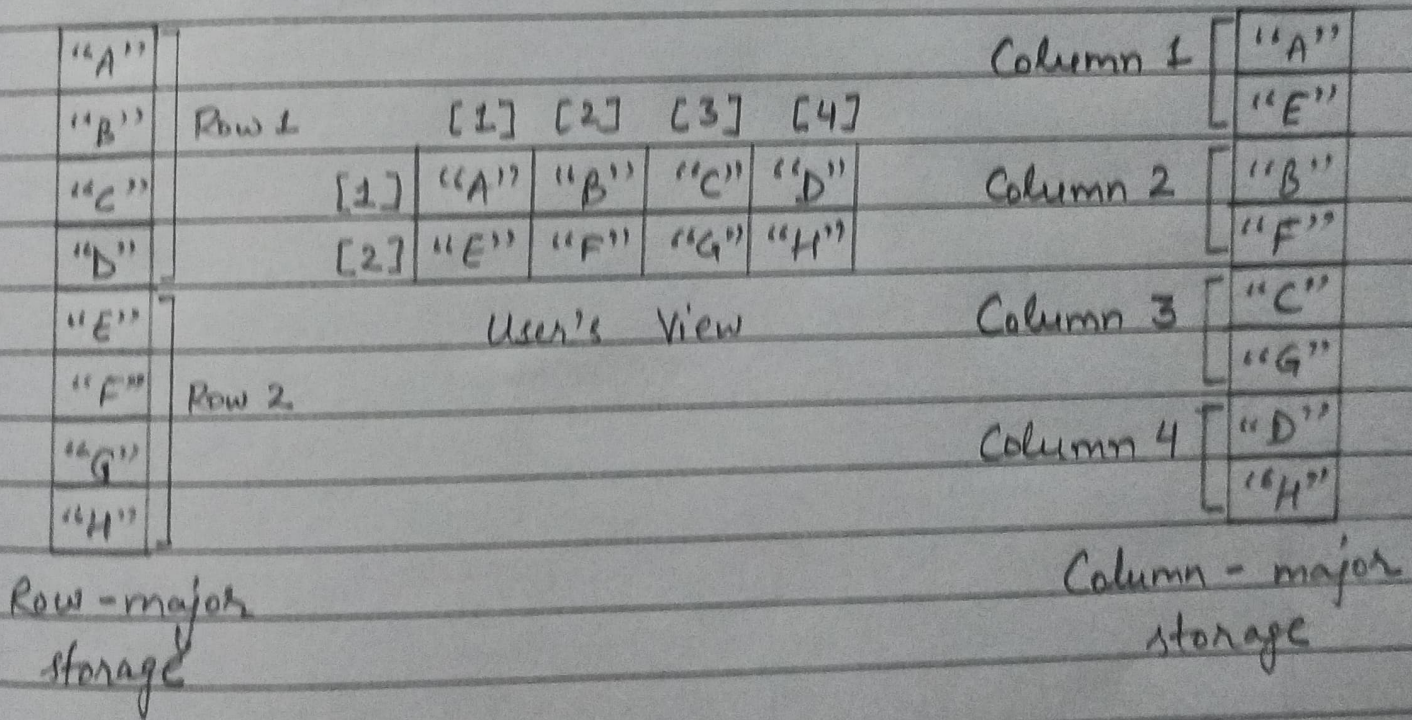 “A”
“B”
“C”
“D”
“E”
“F”
“G”
“H”
Row 1
Row 2
Row-major
storage
[1] [2] [3] [4]
[1] “A” “B” “C” “D”
[2] “E” “F” “G” “H”
User's View
Column 1
Column 2
Column 3
Column 4
“A”
“E”
“B”
“F”
“C”
“G”
“D”
“H”
Column-major
storage